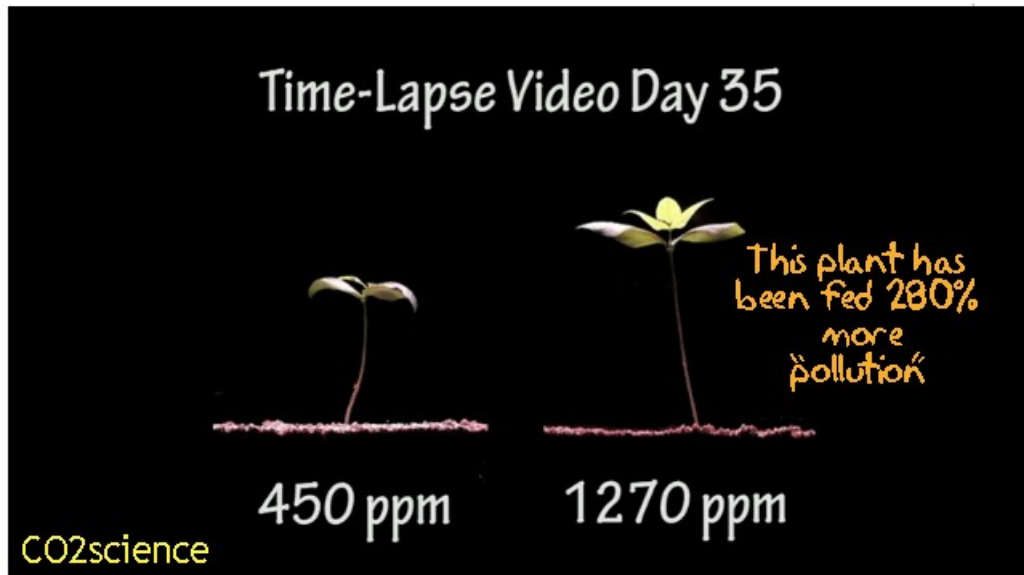 Time-Lapse Video Day 35
This plant has
been fed 280%
more
"pollution"
450 ppm
1270 ppm
CO2science